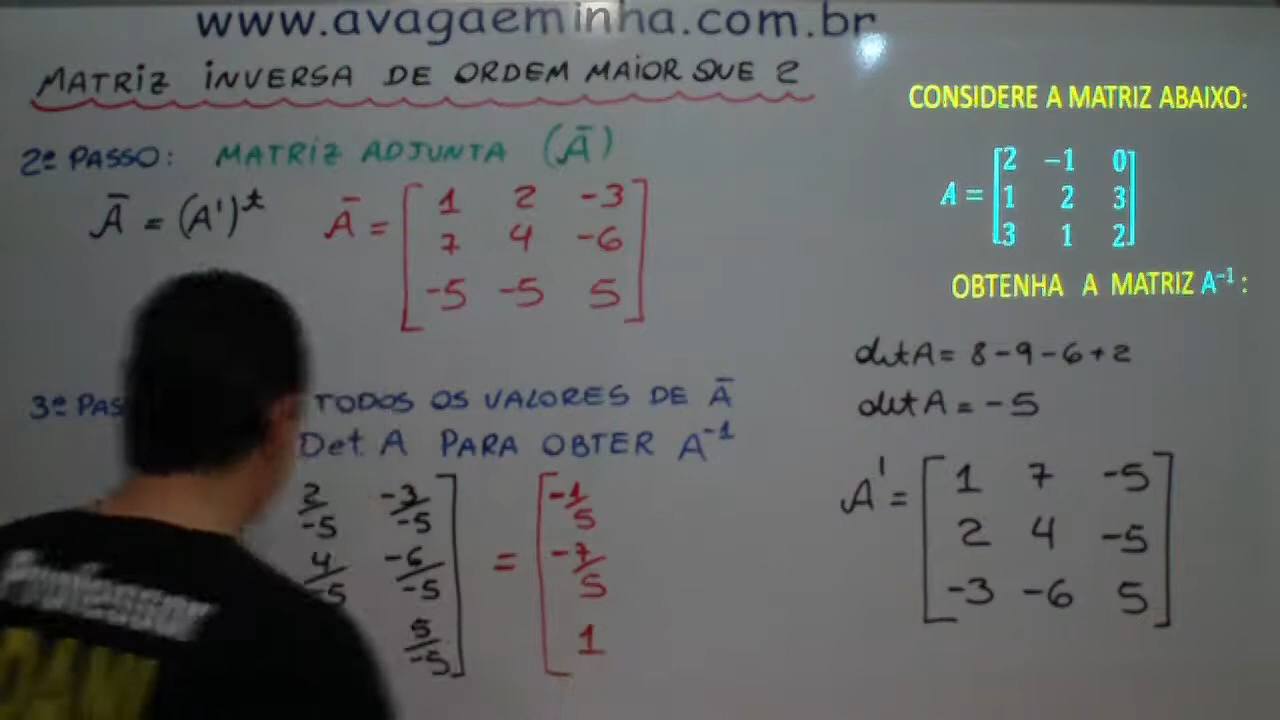 www.avagaeminha.com.br
MATRIZ INVERSA DE ORDEM MAIOR QUE 2
2º PASSO: MATRIZ ADJUNTA (Ā)
Ā = (A')ᵗ
Ā = [1 2 -3
7 4 -6
-5 -5 5]
3º PAS
TODOS OS VALORES DE Ā
Det. A PARA OBTER A⁻¹
2/-5 -3/-5
4/-5 -6/-5
5/-5]
= [-1/5
-7/5
1
CONSIDERE A MATRIZ ABAIXO:
A = [2 -1 0
1 2 3
3 1 2]
OBTENHA A MATRIZ A⁻¹ :
det A = 8 - 9 - 6 + 2
det A = -5
A' = [1 7 -5
2 4 -5
-3 -6 5]
Professor